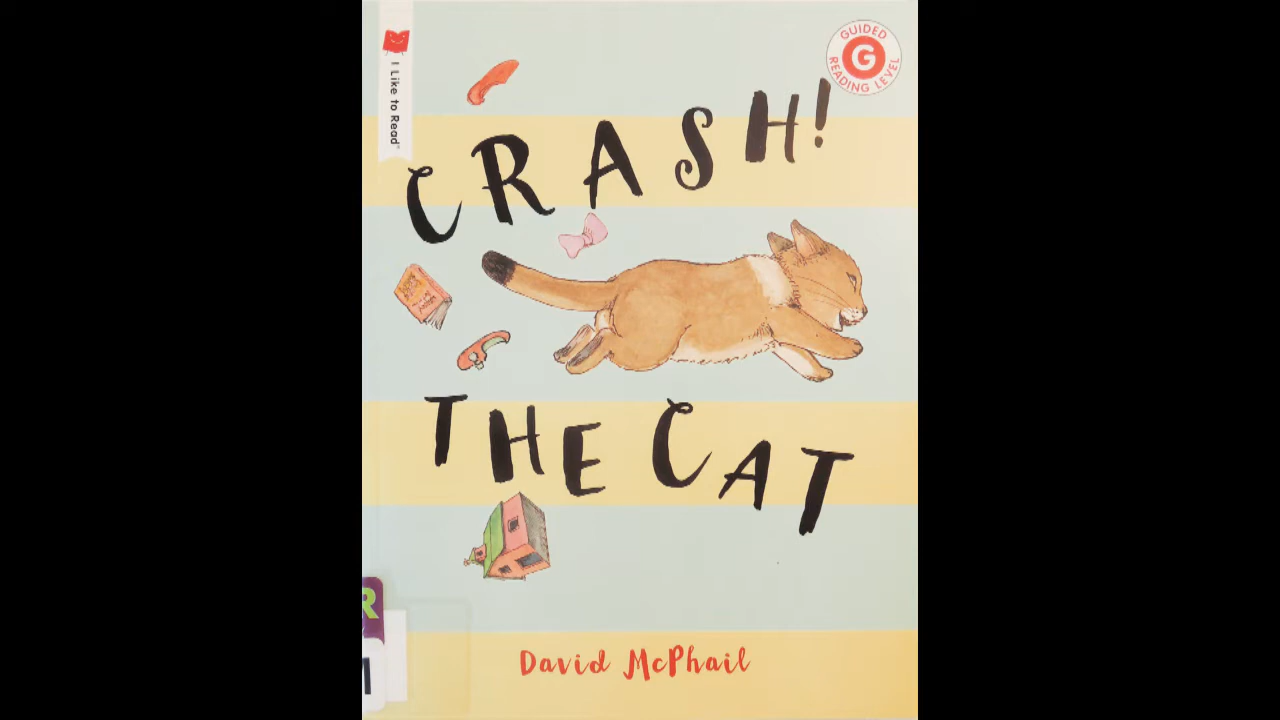 I Like to Read®
GUIDED
G
READING LEVEL
CRASH!
THE CAT
David McPhail
R